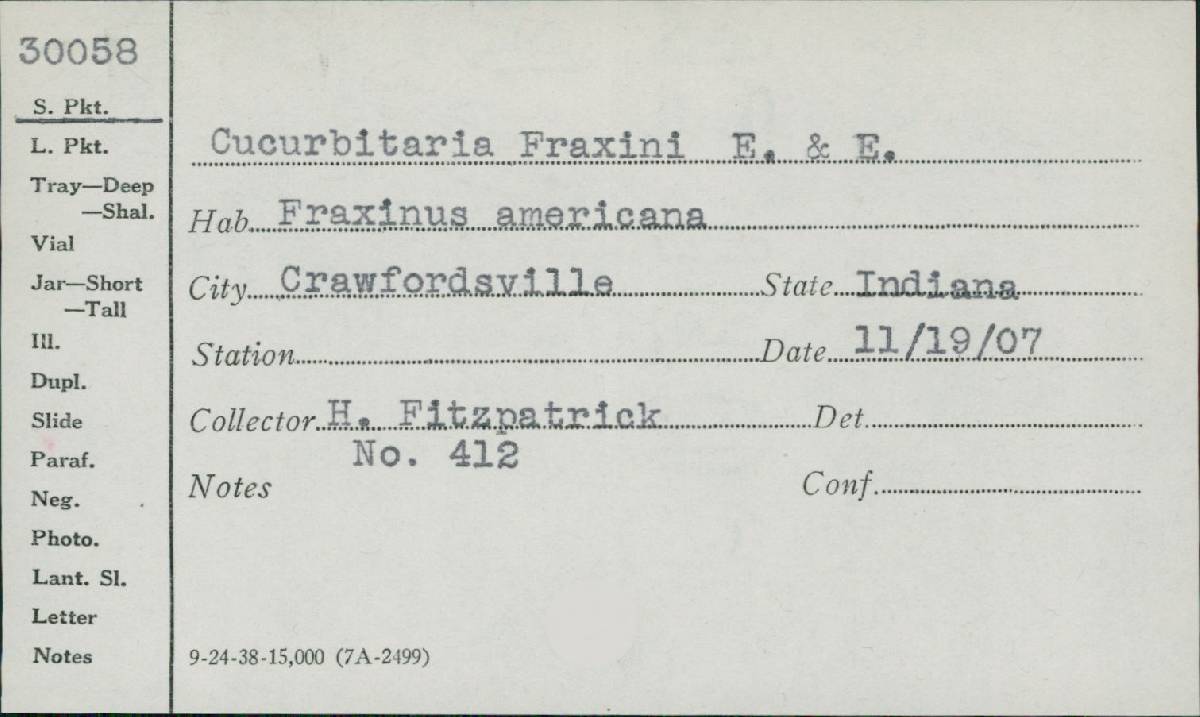 30058
S. Pkt.
L. Pkt.
Tray—Deep
—Shal.
Vial
Jar—Short
—Tall
Ill.
Dupl.
Slide
Paraf.
Neg.
Photo.
Lant. Sl.
Letter
Notes
Cucurbitaria Fraxini E. & E.
Hab. Fraxinus americana
City Crawfordsville State Indiana
Station Date 11/19/07
Collector H. Fitzpatrick Det.
No. 412
Notes Conf.
9-24-38-15,000 (7A-2499)